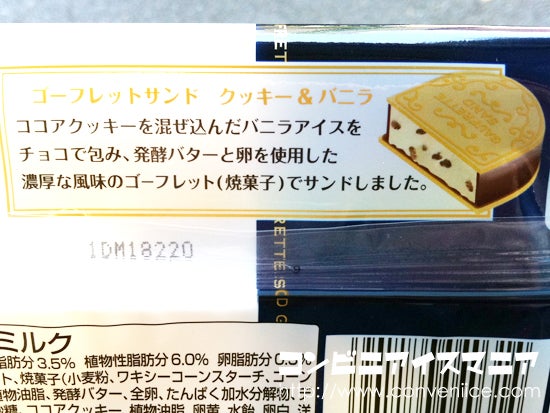 ゴーフレットサンド クッキー&バニラ
ココアクッキーを混ぜ込んだバニラアイスを
チョコで包み、発酵バターと卵を使用した
濃厚な風味のゴーフレット(焼菓子)でサンドしました。
1DM18220
RETTE SAND G
ミルク
脂肪分3.5% 植物性脂肪分6.0% 卵脂肪分0.
ト、焼菓子(小麦粉、ワキシーコーンスターチ、コー
油脂、発酵バター、全卵、たんぱく加水分解物、
糖、ココアクッキー、植物油脂、卵黄、水飴、卵白、洋
コンビニアイスマニア
http://www.conveniice.com/